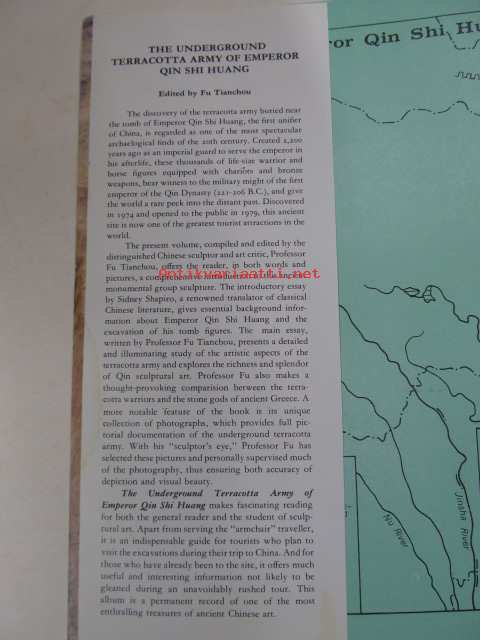 THE UNDERGROUND
TERRACOTTA ARMY OF EMPEROR
QIN SHI HUANG
Edited by Fu Tianchou
The discovery of the terracotta army buried near
the tomb of Emperor Qin Shi Huang, the first unifier
of China, is regarded as one of the most spectacular
archaelogical finds of the 20th century. Created 2,200
years ago as an imperial guard to serve the emperor in
his afterlife, these thousands of life-size warrior and
horse figures equipped with chariots and bronze
weapons, bear witness to the military might of the first
emperor of the Qin Dynasty (221-206 B.C.), and give
the world a rare peek into the distant past. Discovered
in 1974 and opened to the public in 1979, this ancient
site is now one of the greatest tourist attractions in the
world.
The present volume, compiled and edited by the
distinguished Chinese sculptor and art critic, Professor
Fu Tianchou, offers the reader, in both words and
pictures, a comprehensive introduction to the ancient
monumental group sculpture. The introductory essay
by Sidney Shapiro, a renowned translator of classical
Chinese literature, gives essential background infor-
mation about Emperor Qin Shi Huang and the
excavation of his tomb figures. The main essay,
written by Professor Fu Tianchou, presents a detailed
and illuminating study of the artistic aspects of the
terracotta army and explores the richness and splendor
of Qin sculptural art. Professor Fu also makes a
thought-provoking comparision between the terra-
cotta warriors and the stone gods of ancient Greece. A
more notable feature of the book is its unique
collection of photographs, which provides full pic-
torial documentation of the underground terracotta
army. With his "sculptor's eye," Professor Fu has
selected these pictures and personally supervised much
of the photography, thus ensuring both accuracy of
depiction and visual beauty.
The Underground Terracotta Army of
Emperor Qin Shi Huang makes fascinating reading
for both the general reader and the student of sculp-
tural art. Apart from serving the "armchair" traveller,
it is an indispensable guide for tourists who plan to
visit the excavations during their trip to China. And for
those who have already been to the site, it offers much
useful and interesting information not likely to be
gleaned during an unavoidably rushed tour. This
album is a permanent record of one of the most
enthralling treasures of ancient Chinese art.
Antikvariaatti.net
ror Qin Shi Hu
Nu River
Jinsha River